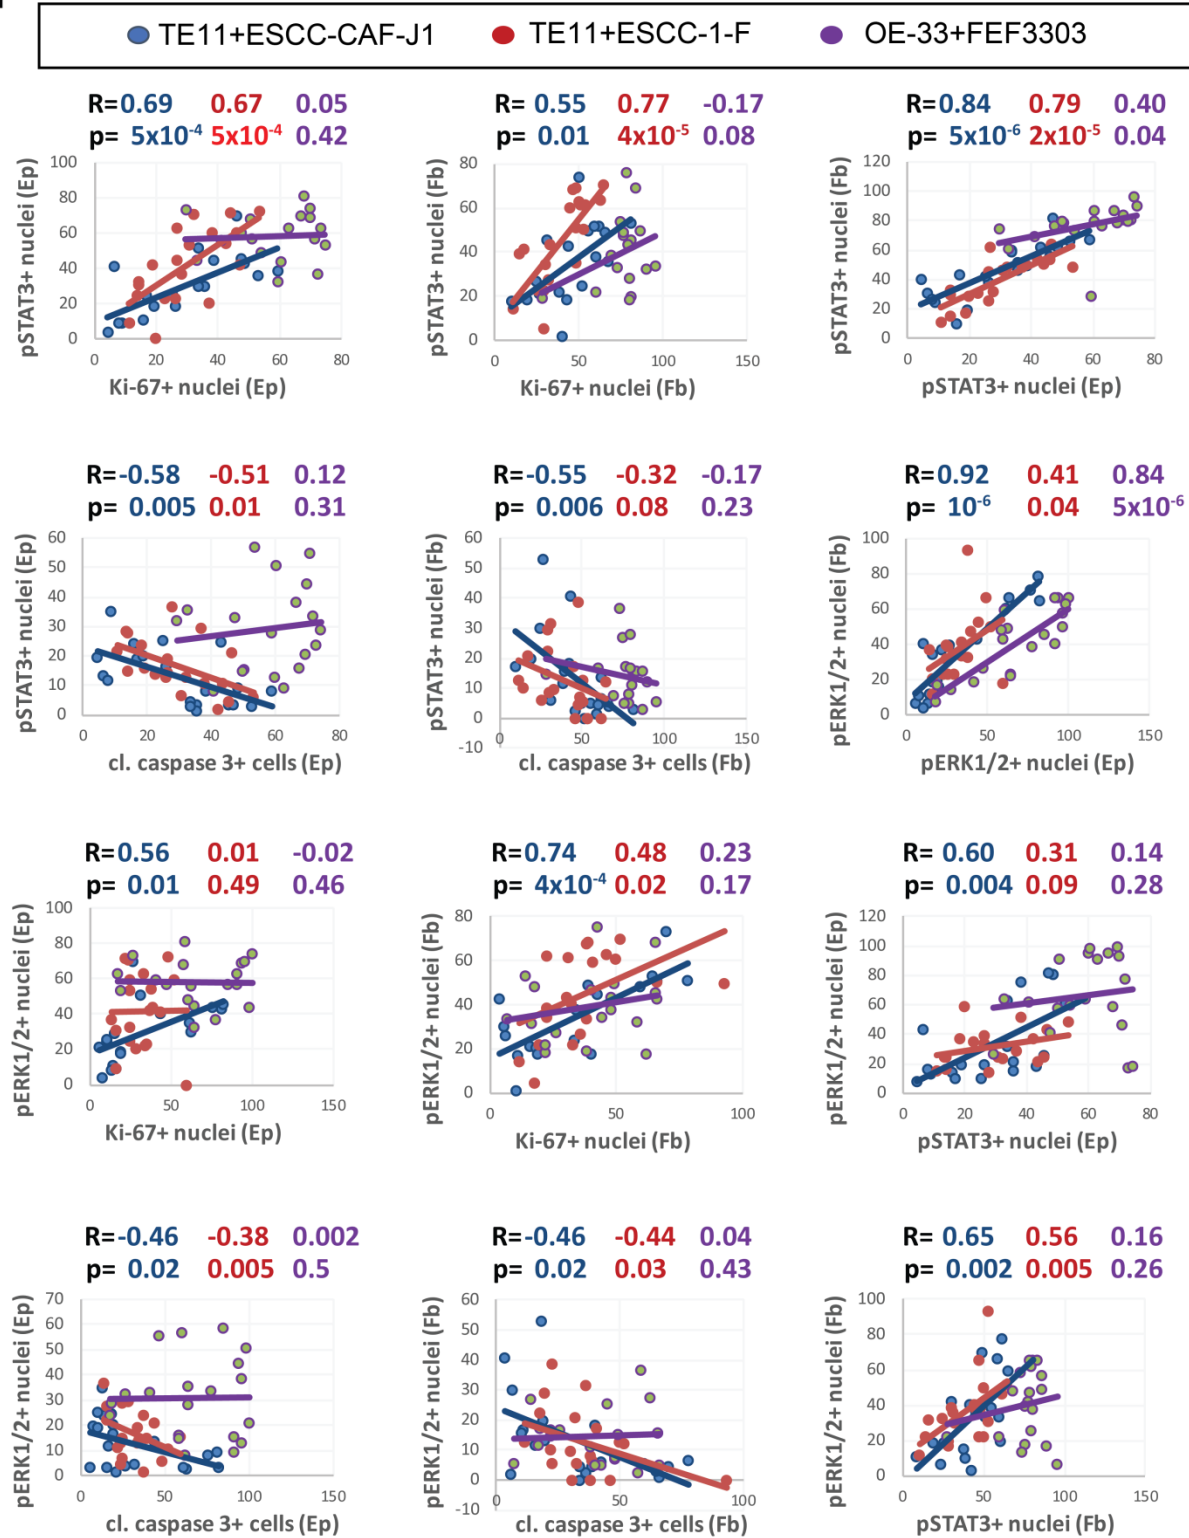 TE11+ESCC-CAF-J1 TE11+ESCC-1-F OE-33+FEF3303
R= 0.69 0.67 0.05
p= 5x10⁻⁴ 5x10⁻⁴ 0.42
pSTAT3+ nuclei (Ep)
100
80
60
40
20
0
0 20 40 60 80
Ki-67+ nuclei (Ep)
R= 0.55 0.77 -0.17
p= 0.01 4x10⁻⁵ 0.08
pSTAT3+ nuclei (Fb)
80
60
40
20
0
0 50 100 150
Ki-67+ nuclei (Fb)
R= 0.84 0.79 0.40
p= 5x10⁻⁶ 2x10⁻⁵ 0.04
pSTAT3+ nuclei (Fb)
120
100
80
60
40
20
0
0 20 40 60 80
pSTAT3+ nuclei (Ep)
R=-0.58 -0.51 0.12
p= 0.005 0.01 0.31
pSTAT3+ nuclei (Ep)
60
50
40
30
20
10
0
0 20 40 60 80
cl. caspase 3+ cells (Ep)
R=-0.55 -0.32 -0.17
p= 0.006 0.08 0.23
pSTAT3+ nuclei (Fb)
60
50
40
30
20
10
0
-10
0 50 100 150
cl. caspase 3+ cells (Fb)
R=0.92 0.41 0.84
p= 10⁻⁶ 0.04 5x10⁻⁶
pERK1/2+ nuclei (Fb)
100
80
60
40
20
0
0 50 100 150
pERK1/2+ nuclei (Ep)
R=0.56 0.01 -0.02
p= 0.01 0.49 0.46
pERK1/2+ nuclei (Ep)
100
80
60
40
20
0
0 50 100 150
Ki-67+ nuclei (Ep)
R=0.74 0.48 0.23
p= 4x10⁻⁴ 0.02 0.17
pERK1/2+ nuclei (Fb)
80
60
40
20
0
0 50 100
Ki-67+ nuclei (Fb)
R= 0.60 0.31 0.14
p= 0.004 0.09 0.28
pERK1/2+ nuclei (Ep)
120
100
80
60
40
20
0
0 20 40 60 80
pSTAT3+ nuclei (Ep)
R=-0.46 -0.38 0.002
p= 0.02 0.005 0.5
pERK1/2+ nuclei (Ep)
70
60
50
40
30
20
10
0
0 50 100 150
cl. caspase 3+ cells (Ep)
R=-0.46 -0.44 0.04
p= 0.02 0.03 0.43
pERK1/2+ nuclei (Fb)
60
50
40
30
20
10
0
-10
0 50 100
cl. caspase 3+ cells (Fb)
R= 0.65 0.56 0.16
p= 0.002 0.005 0.26
pERK1/2+ nuclei (Fb)
100
80
60
40
20
0
0 50 100 150
pSTAT3+ nuclei (Fb)